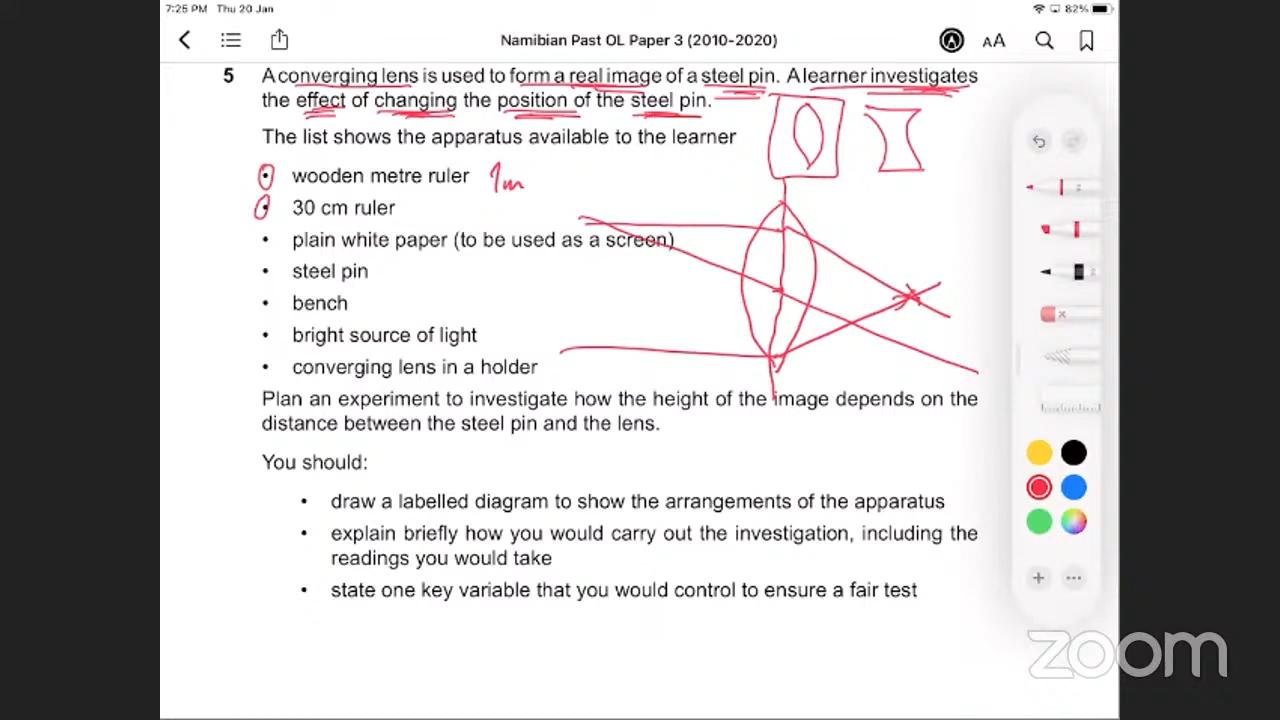 7:25 PM Thu 20 Jan
82%
Namibian Past OL Paper 3 (2010-2020)
AA
5 A converging lens is used to form a real image of a steel pin. A learner investigates
the effect of changing the position of the steel pin.
The list shows the apparatus available to the learner
• wooden metre ruler 1m
• 30 cm ruler
• plain white paper (to be used as a screen)
• steel pin
• bench
• bright source of light
• converging lens in a holder
Plan an experiment to investigate how the height of the image depends on the
distance between the steel pin and the lens.
You should:
• draw a labelled diagram to show the arrangements of the apparatus
• explain briefly how you would carry out the investigation, including the
readings you would take
• state one key variable that you would control to ensure a fair test
zoom